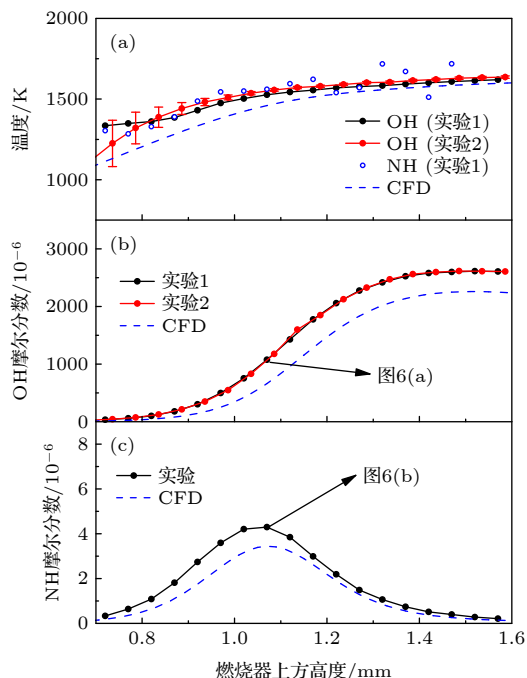 (a)
2000
1500
1000
温度/K
OH (实验1)
OH (实验2)
NH (实验1)
CFD
(b)
3000
2000
1000
0
OH摩尔分数/10⁻⁶
实验1
实验2
CFD
图6(a)
(c)
8
6
4
2
0
NH摩尔分数/10⁻⁶
实验
CFD
图6(b)
0.8 1.0 1.2 1.4 1.6
燃烧器上方高度/mm